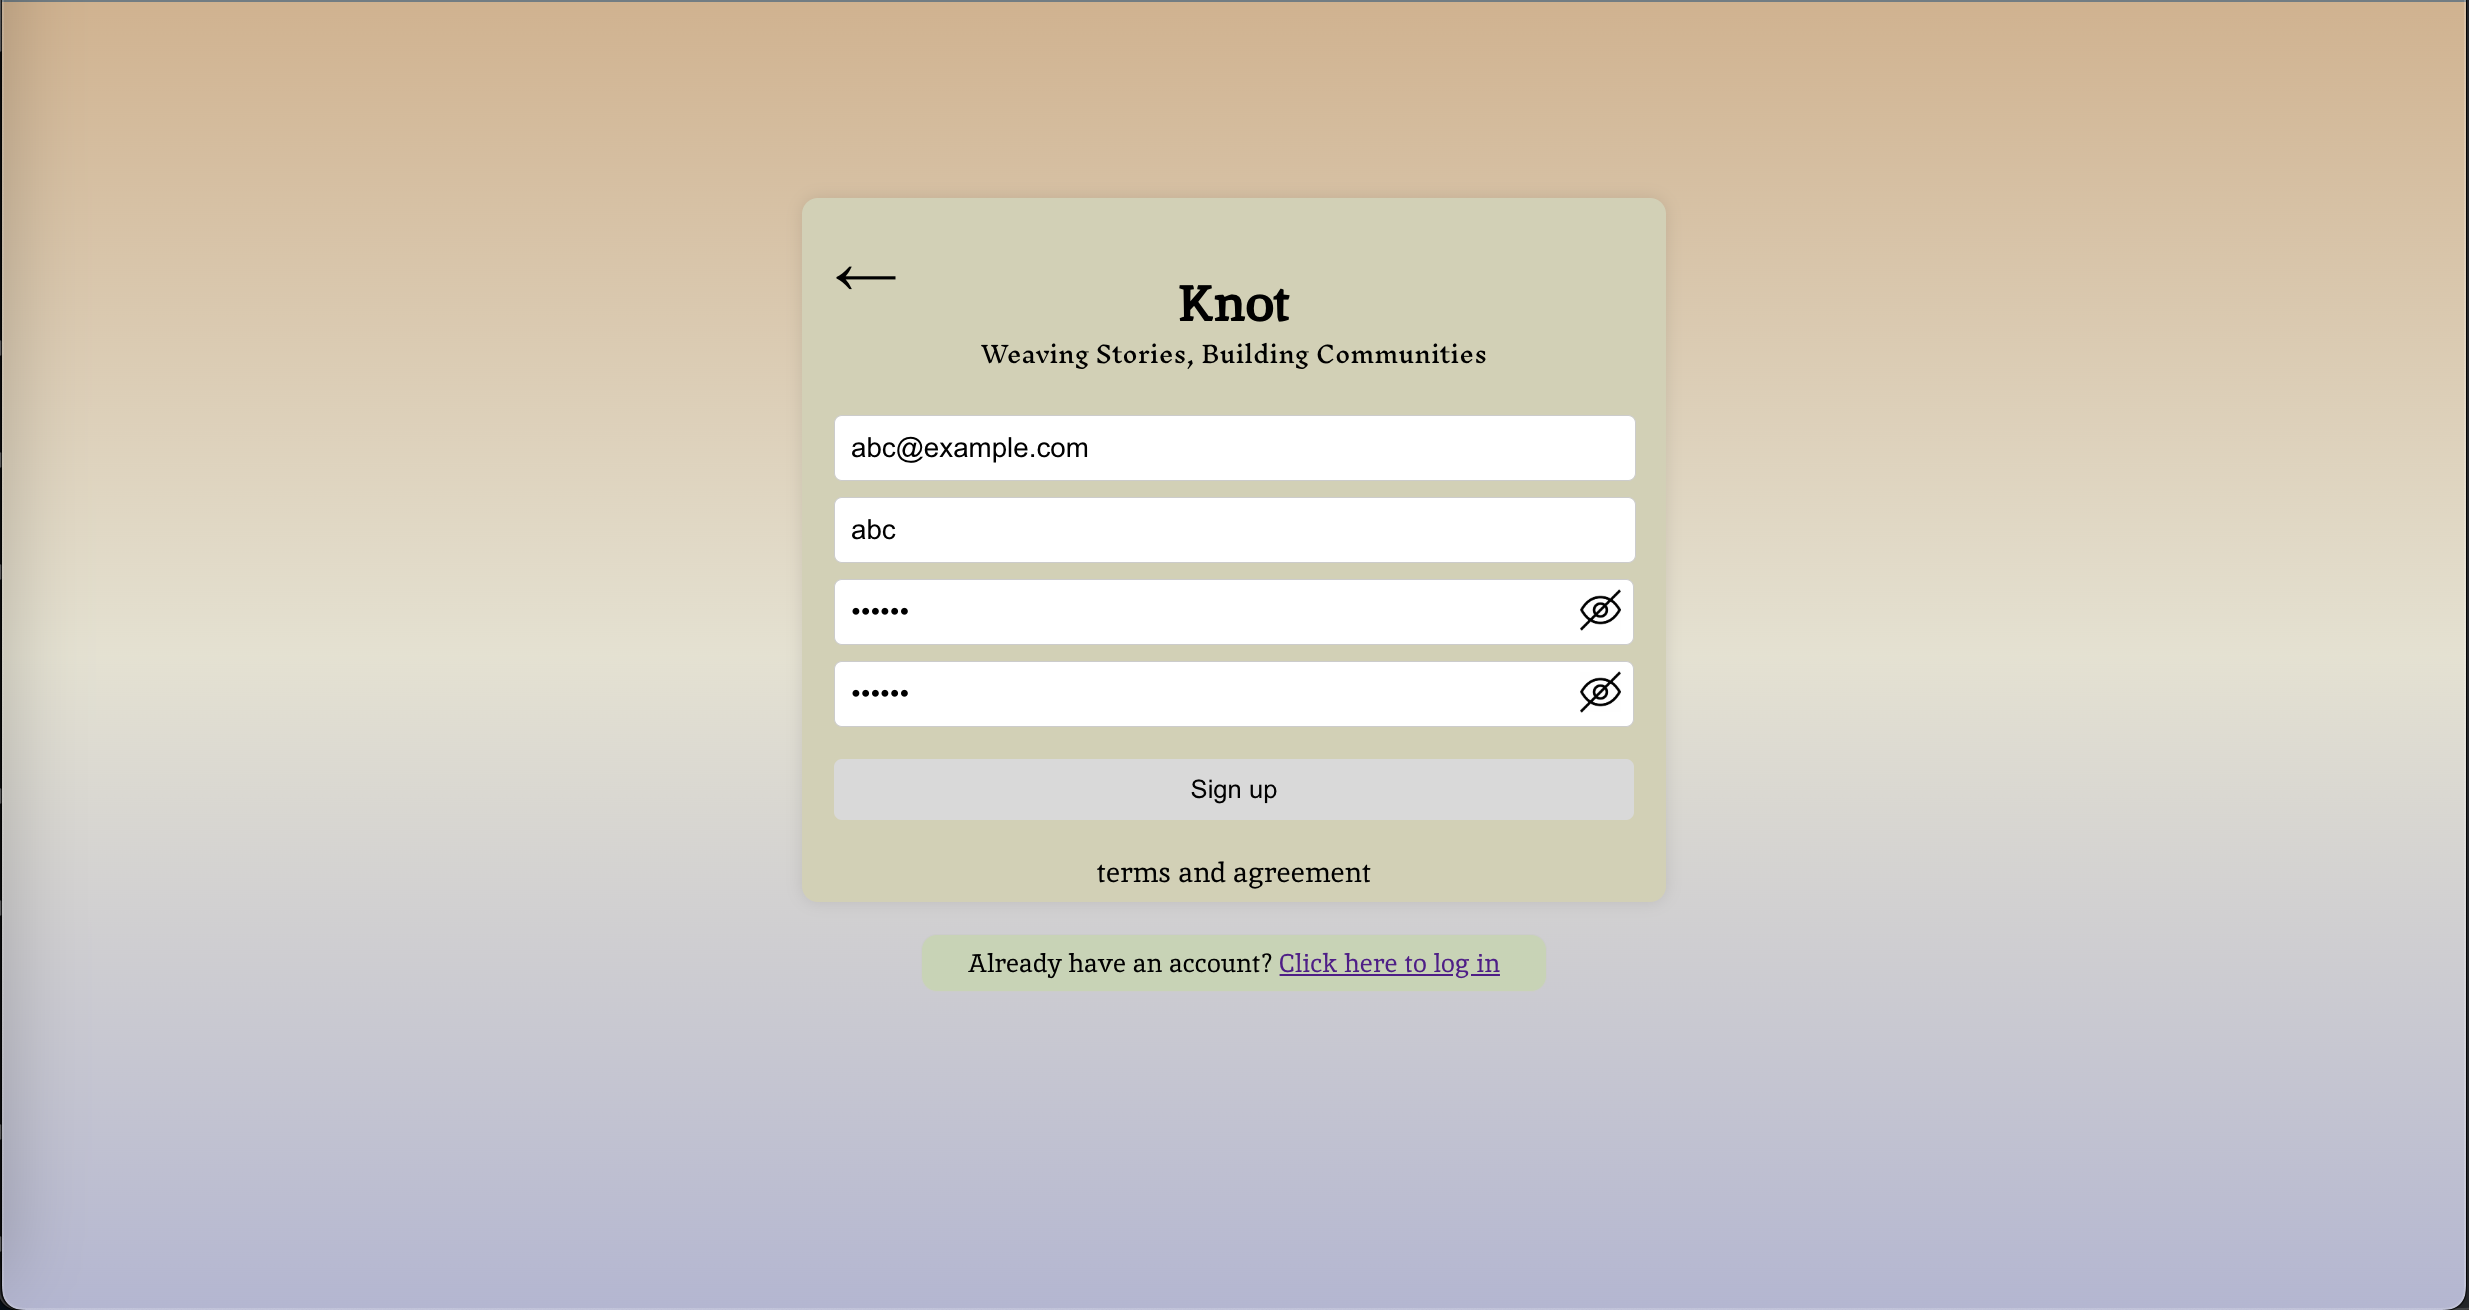 Knot
Weaving Stories, Building Communities
abc@example.com
abc
••••••
••••••
Sign up
terms and agreement
Already have an account? Click here to log in